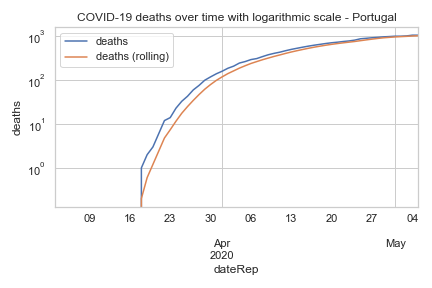 COVID-19 deaths over time with logarithmic scale - Portugal
deaths
deaths (rolling)
deaths
10³
10²
10¹
10⁰
09 16 23 30 06 13 20 27 04
Apr May
2020
dateRep